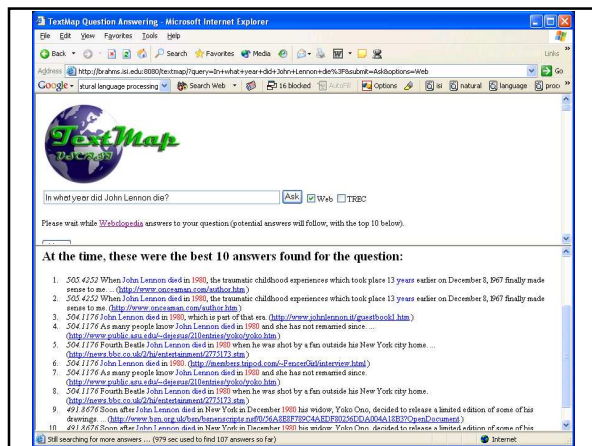 TextMap Question Answering - Microsoft Internet Explorer
File Edit View Favorites Tools Help
Back Search Favorites Media Links
Address http://brahms.isi.edu:8080/textmap/?query=In+what+year+did+John+Lennon+die%3F&submit=Ask&options=Web Go
Google atural language processing Search Web 16 blocked AutoFill Options isi natural language proc
TextMap
USC/ISI
In what year did John Lennon die? Ask Web TREC
Please wait while Webclopedia answers to your question (potential answers will follow, with the top 10 below).
At the time, these were the best 10 answers found for the question:
1. 505.4252 When John Lennon died in 1980, the traumatic childhood experiences which took place 13 years earlier on December 8, 1967 finally made
sense to me. ... (http://www.onceaman.com/author.htm)
2. 505.4252 When John Lennon died in 1980, the traumatic childhood experiences which took place 13 years earlier on December 8, 1967 finally made
sense to me. (http://www.onceaman.com/author.htm)
3. 504.1176 John Lennon died in 1980, which is part of that era. (http://www.johnlennon.it/guestbook1.htm)
4. 504.1176 As many people know John Lennon died in 1980 and she has not remarried since. ...
(http://www.public.asu.edu/~dejesus/210entries/yoko/yoko.htm)
5. 504.1176 Fourth Beatle John Lennon died in 1980 when he was shot by a fan outside his New York city home. ...
(http://news.bbc.co.uk/2/hi/entertainment/2775173.stm)
6. 504.1176 John Lennon died in 1980. (http://members.tripod.com/~FencerGirl/interview.html)
7. 504.1176 As many people know John Lennon died in 1980 and she has not remarried since.
(http://www.public.asu.edu/~dejesus/210entries/yoko/yoko.htm)
8. 504.1176 Fourth Beatle John Lennon died in 1980 when he was shot by a fan outside his New York city home.
(http://news.bbc.co.uk/2/hi/entertainment/2775173.stm)
9. 491.8676 Soon after John Lennon died in New York in December 1980 his widow, Yoko Ono, decided to release a limited edition of some of his
drawings. ...
10. 491.8676 Soon after John Lennon died in New York in December 1980 his widow, Yoko Ono, decided to release a limited edition of some of his
Still searching for more answers ... (979 sec used to find 107 answers so far) Internet